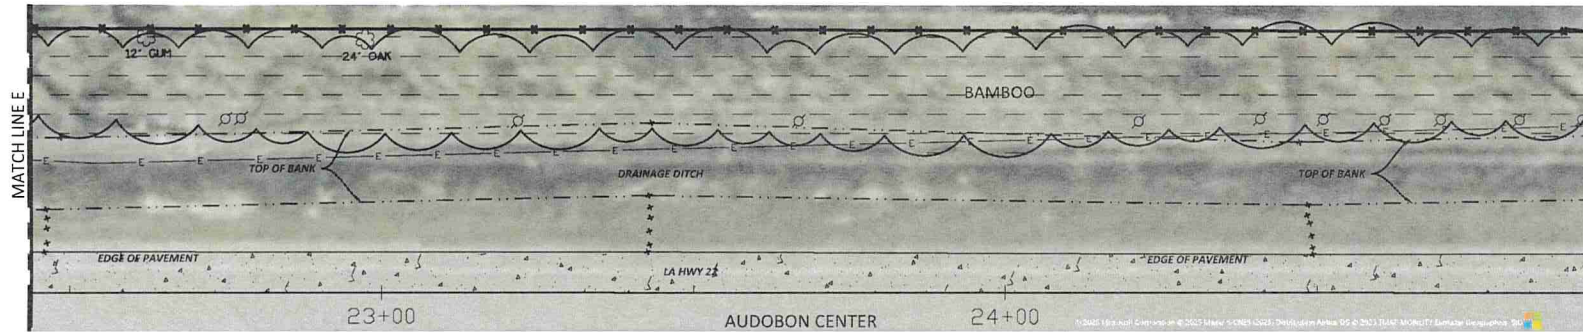 MATCH LINE E
12" GUM
24" OAK
BAMBOO
E E E E E E E E E E E E E
TOP OF BANK
DRAINAGE DITCH
TOP OF BANK
EDGE OF PAVEMENT
LA HWY 22
EDGE OF PAVEMENT
23+00
AUDOBON CENTER
24+00